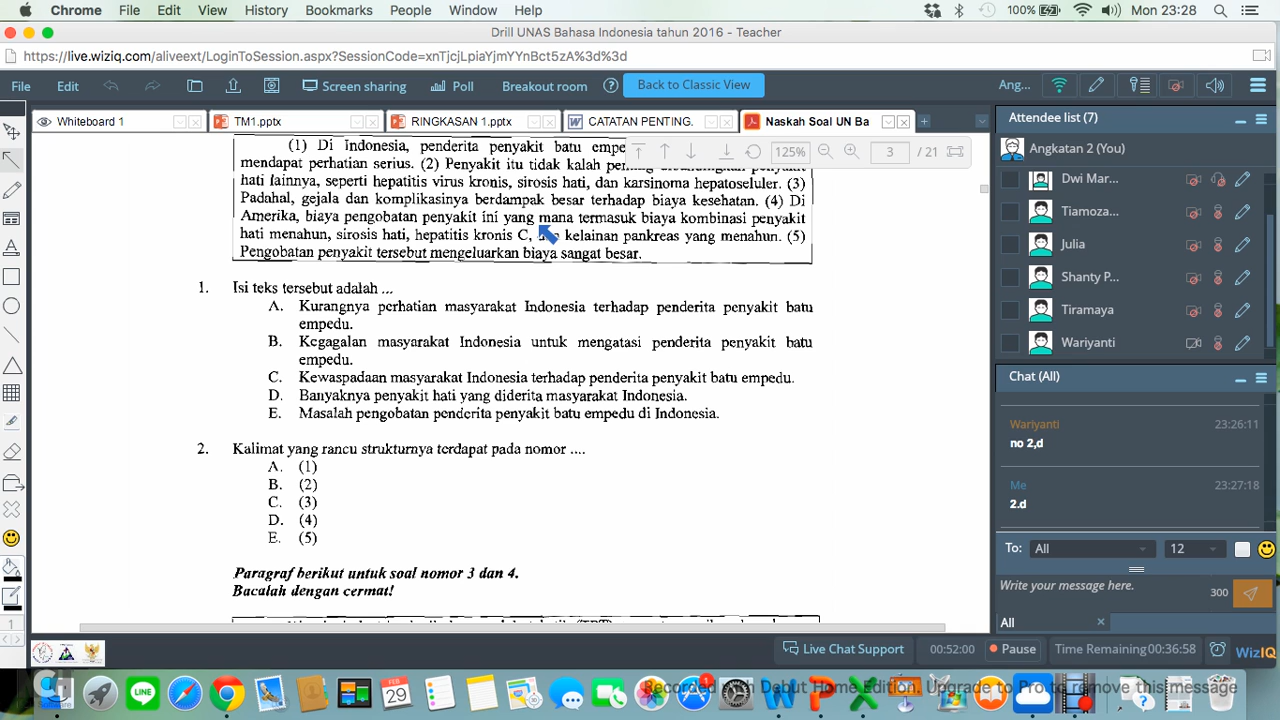 Chrome File Edit View History Bookmarks People Window Help 100% Mon 23:28
Drill UNAS Bahasa Indonesia tahun 2016 - Teacher
https://live.wiziq.com/aliveext/LoginToSession.aspx?SessionCode=xnTjcjLpiaYjmYYnBct5zA%3d%3d
File Edit Screen sharing Poll Breakout room ? Back to Classic View Ang...
Whiteboard 1 TM1.pptx RINGKASAN 1.pptx CATATAN PENTING. Naskah Soal UN Ba
125% 3 / 21
(1) Di Indonesia, penderita penyakit batu
mendapat perhatian serius. (2) Penyakit itu tidak kalah
hati lainnya, seperti hepatitis virus kronis, sirosis hati, dan karsinoma hepatoseluler. (3)
Padahal, gejala dan komplikasinya berdampak besar terhadap biaya kesehatan. (4) Di
Amerika, biaya pengobatan penyakit ini yang mana termasuk biaya kombinasi penyakit
hati menahun, sirosis hati, hepatitis kronis C, kelainan pankreas yang menahun. (5)
Pengobatan penyakit tersebut mengeluarkan biaya sangat besar.
1. Isi teks tersebut adalah ...
A. Kurangnya perhatian masyarakat Indonesia terhadap penderita penyakit batu
empedu.
B. Kegagalan masyarakat Indonesia untuk mengatasi penderita penyakit batu
empedu.
C. Kewaspadaan masyarakat Indonesia terhadap penderita penyakit batu empedu.
D. Banyaknya penyakit hati yang diderita masyarakat Indonesia.
E. Masalah pengobatan penderita penyakit batu empedu di Indonesia.
2. Kalimat yang rancu strukturnya terdapat pada nomor ....
A. (1)
B. (2)
C. (3)
D. (4)
E. (5)
Paragraf berikut untuk soal nomor 3 dan 4.
Bacalah dengan cermat!
Attendee list (7)
Angkatan 2 (You)
Dwi Mar...
Tiamoza...
Julia
Shanty P...
Tiramaya
Wariyanti
Chat (All)
Wariyanti 23:26:11
no 2,d
Me 23:27:18
2.d
To: All 12
Write your message here. 300
All
1
Live Chat Support 00:52:00 Pause Time Remaining 00:36:58 WizIQ
LINE FEB 29
Recorded with Debut Home Edition. Upgrade to Pro to remove this message